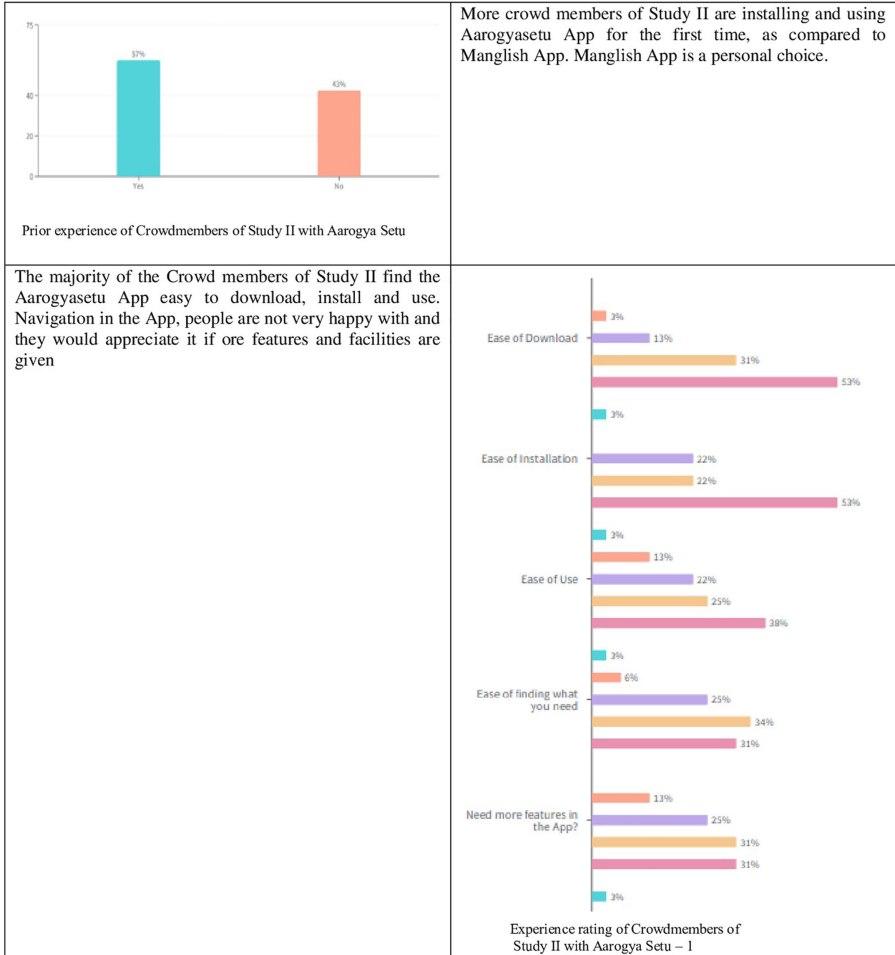 75
57%
43%
40
20
0
Yes
No
Prior experience of Crowdmembers of Study II with Aarogya Setu
More crowd members of Study II are installing and using
Aarogyasetu App for the first time, as compared to
Manglish App. Manglish App is a personal choice.
The majority of the Crowd members of Study II find the
Aarogyasetu App easy to download, install and use.
Navigation in the App, people are not very happy with and
they would appreciate it if ore features and facilities are
given
3%
Ease of Download
13%
31%
53%
3%
Ease of Installation
22%
22%
53%
3%
13%
Ease of Use
22%
25%
38%
3%
6%
Ease of finding what
you need
25%
34%
31%
13%
Need more features in
the App?
25%
31%
31%
3%
Experience rating of Crowdmembers of
Study II with Aarogya Setu – 1